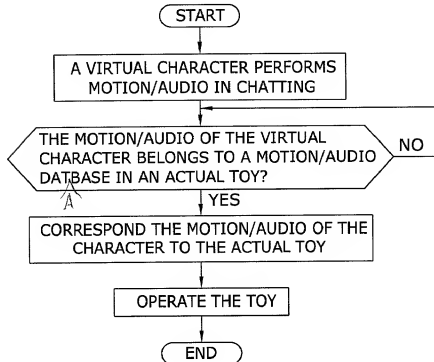 START
A VIRTUAL CHARACTER PERFORMS
MOTION/AUDIO IN CHATTING
THE MOTION/AUDIO OF THE VIRTUAL
CHARACTER BELONGS TO A MOTION/AUDIO
DATBASE IN AN ACTUAL TOY?
A
NO
YES
CORRESPOND THE MOTION/AUDIO OF THE
CHARACTER TO THE ACTUAL TOY
OPERATE THE TOY
END